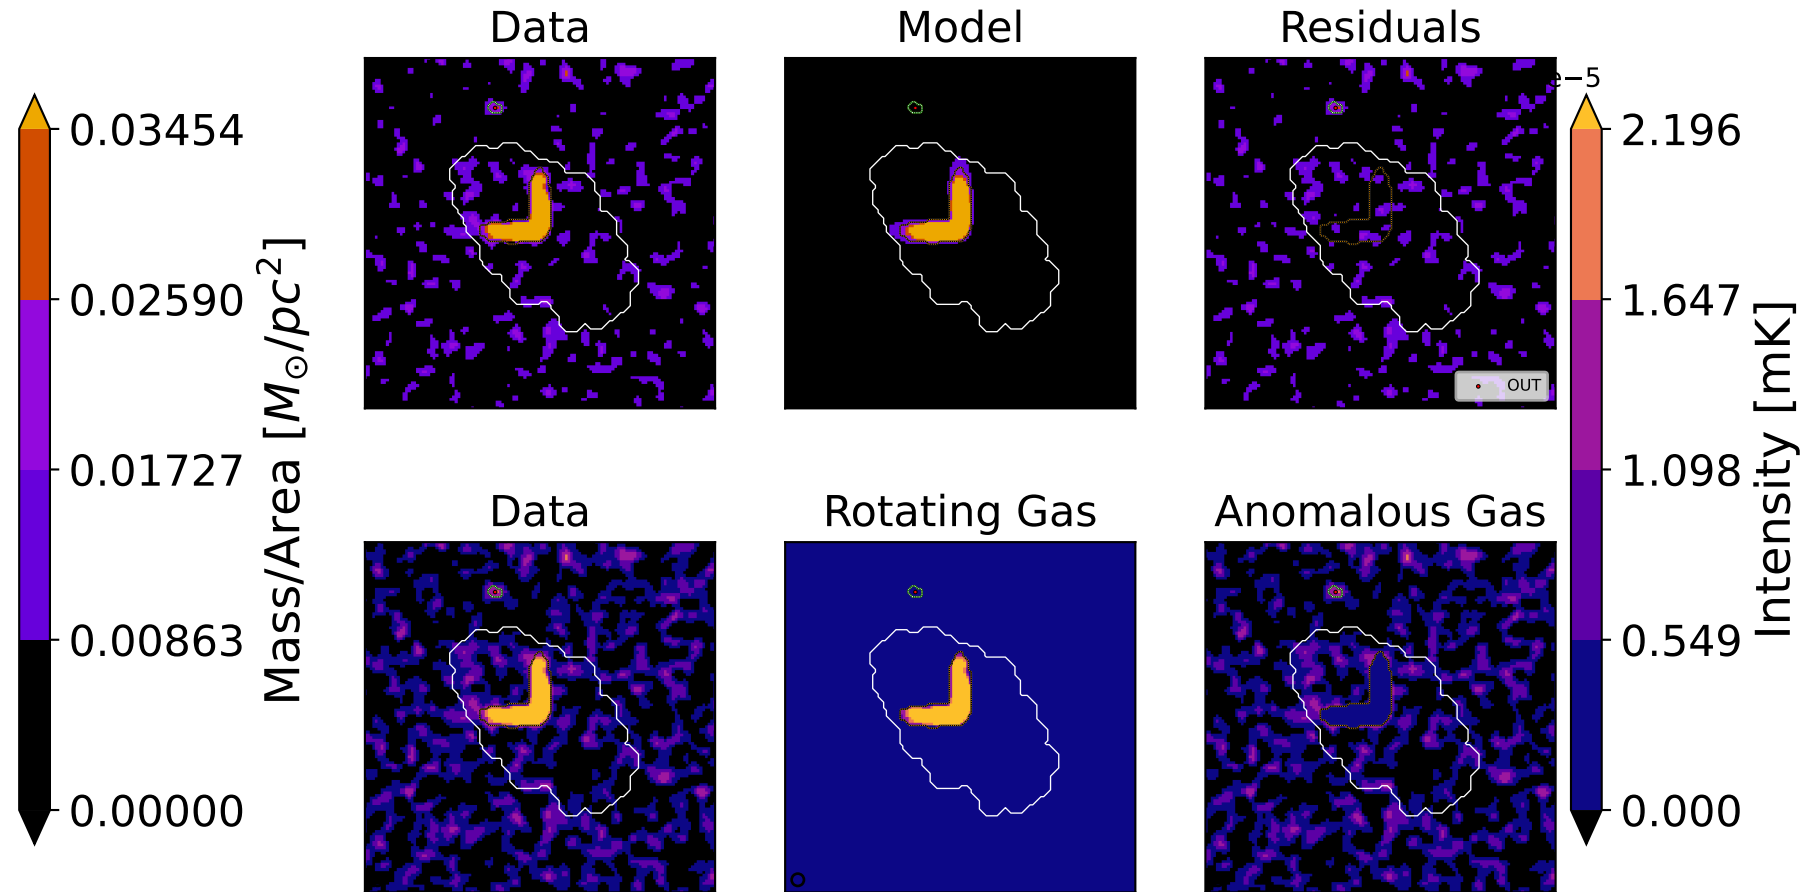 Data
Model
Residuals
e−5
0.03454
0.02590
0.01727
0.00863
0.00000
Mass/Area [M⊙/pc²]
2.196
1.647
1.098
0.549
0.000
Intensity [mK]
OUT
Data
Rotating Gas
Anomalous Gas